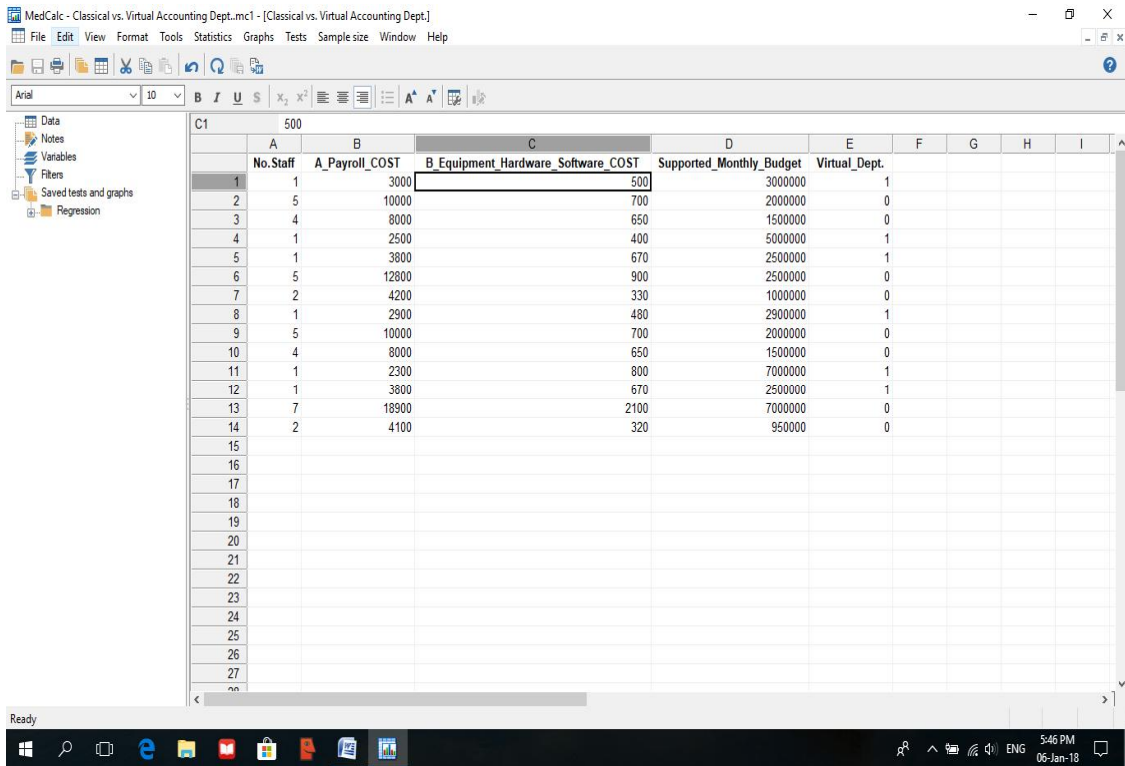 MedCalc - Classical vs. Virtual Accounting Dept..mc1 - [Classical vs. Virtual Accounting Dept.]
File Edit View Format Tools Statistics Graphs Tests Sample size Window Help
Arial 10 B I U S x2 x2 A A
Data
Notes
Variables
Filters
Saved tests and graphs
Regression
C1 500
A B C D E F G H I
No.Staff A_Payroll_COST B_Equipment_Hardware_Software_COST Supported_Monthly_Budget Virtual_Dept.
1 1 3000 500 3000000 1
2 5 10000 700 2000000 0
3 4 8000 650 1500000 0
4 1 2500 400 5000000 1
5 1 3800 670 2500000 1
6 5 12800 900 2500000 0
7 2 4200 330 1000000 0
8 1 2900 480 2900000 1
9 5 10000 700 2000000 0
10 4 8000 650 1500000 0
11 1 2300 800 7000000 1
12 1 3800 670 2500000 1
13 7 18900 2100 7000000 0
14 2 4100 320 950000 0
15
16
17
18
19
20
21
22
23
24
25
26
27
Ready
ENG 5:46 PM
06-Jan-18